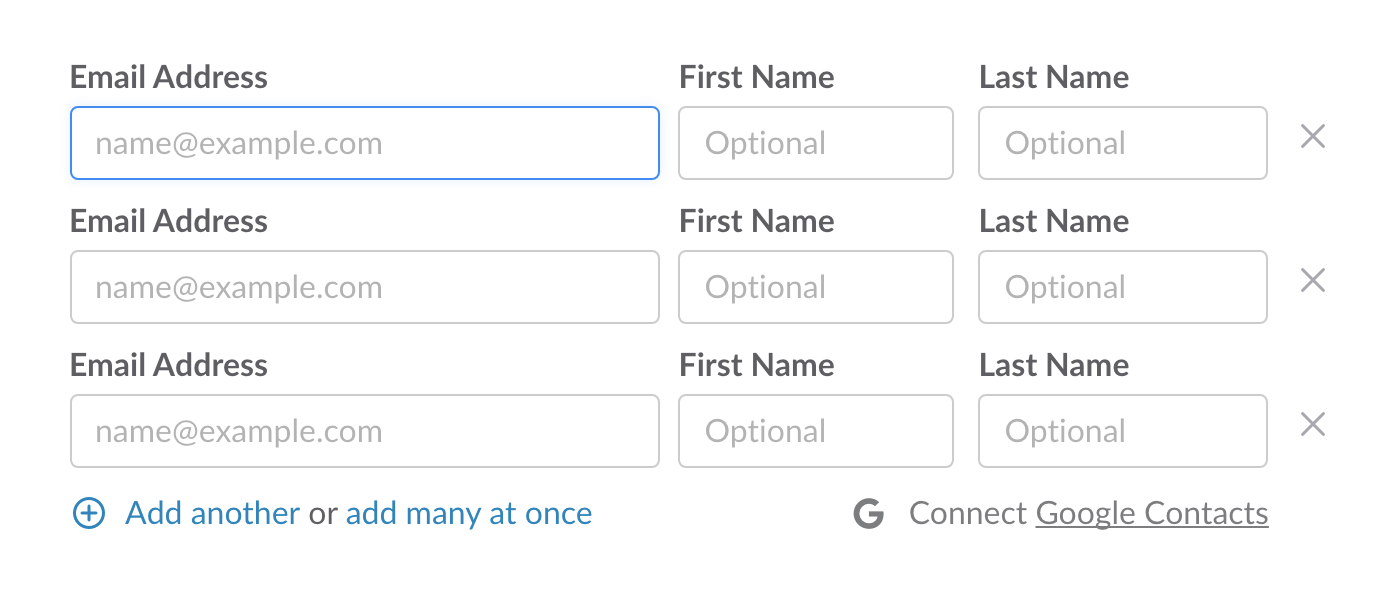 Email Address First Name Last Name
name@example.com Optional Optional
Email Address First Name Last Name
name@example.com Optional Optional
Email Address First Name Last Name
name@example.com Optional Optional
Add another or add many at once Connect Google Contacts